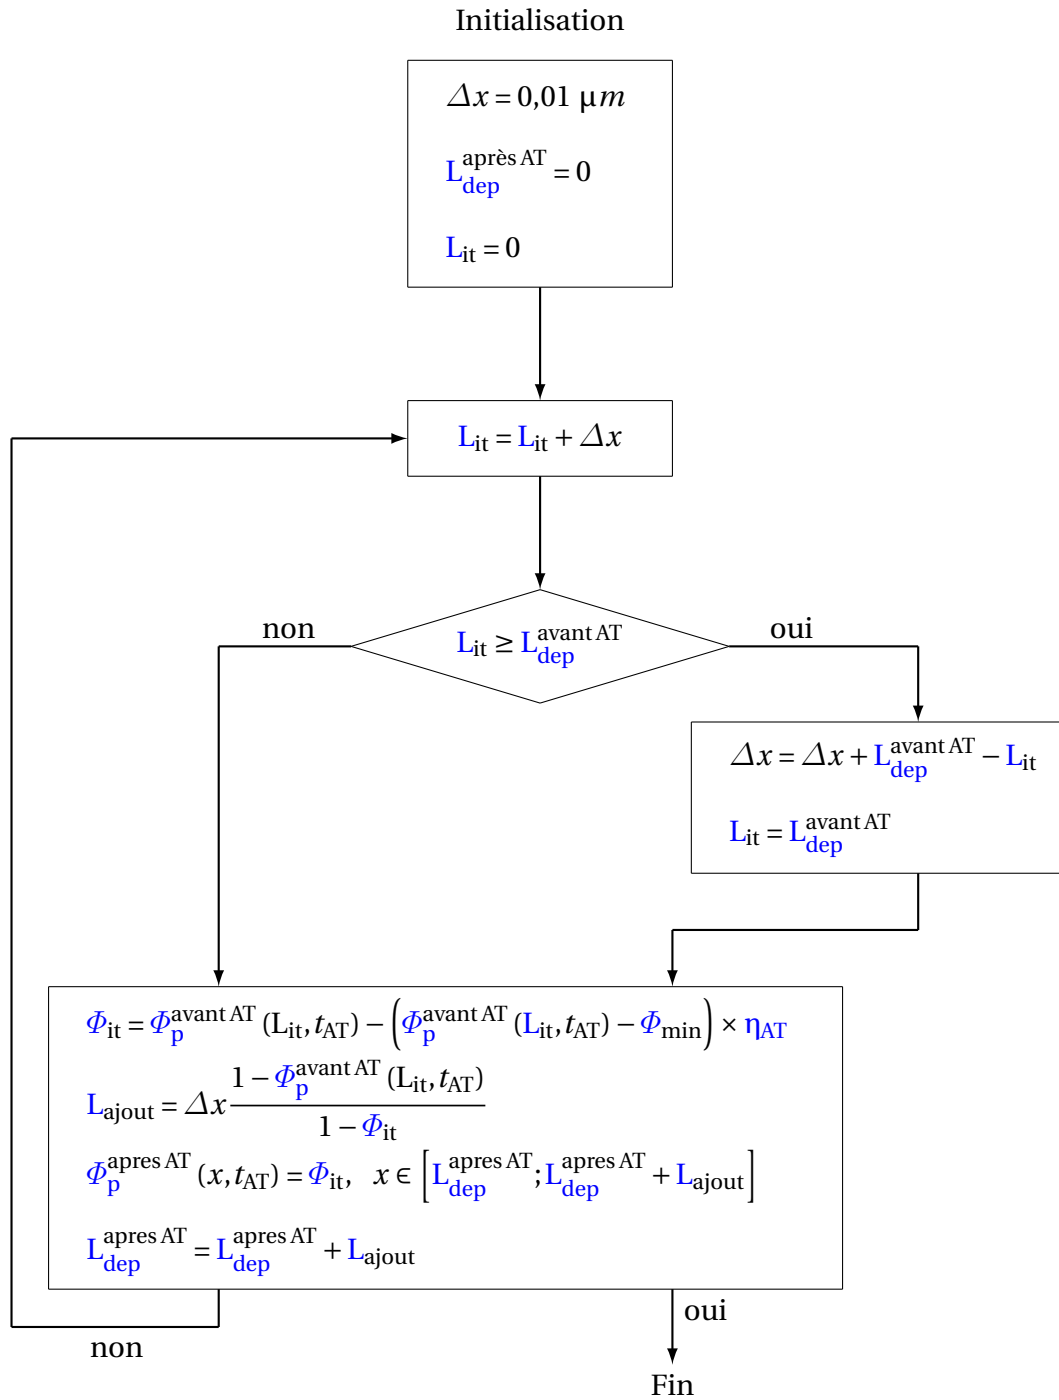 Initialisation
Δx = 0,01 μm
L_dep^après AT = 0
L_it = 0
L_it = L_it + Δx
non
L_it ≥ L_dep^avant AT
oui
Δx = Δx + L_dep^avant AT − L_it
L_it = L_dep^avant AT
Φ_it = Φ_p^avant AT (L_it, t_AT) − (Φ_p^avant AT (L_it, t_AT) − Φ_min) × η_AT
L_ajout = Δx (1 − Φ_p^avant AT (L_it, t_AT)) / (1 − Φ_it)
Φ_p^apres AT (x, t_AT) = Φ_it, x ∈ [L_dep^apres AT ; L_dep^apres AT + L_ajout]
L_dep^apres AT = L_dep^apres AT + L_ajout
oui
non
Fin